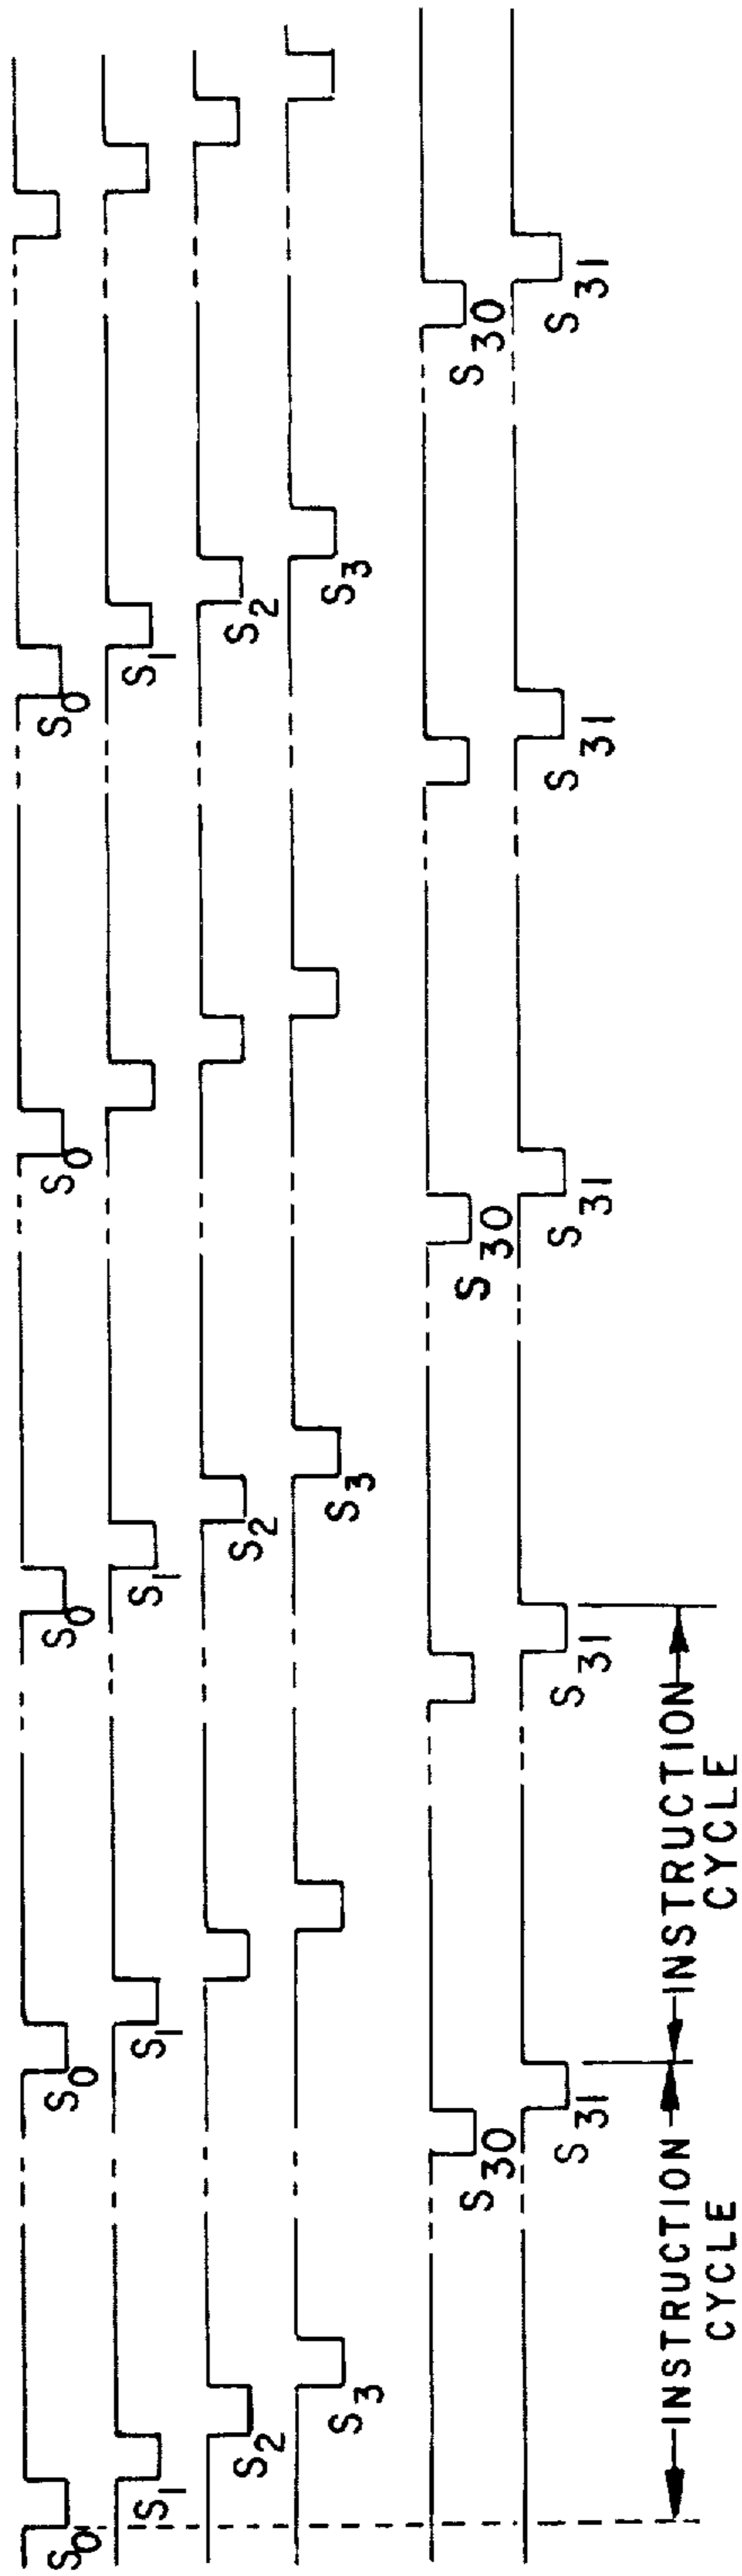 S0 S0 S0 S0 S0
S1 S1 S1 S1
S2 S2 S2
S3 S3 S3
S30 S30 S30
S31 S31 S31 S31 S31
INSTRUCTION INSTRUCTION
CYCLE CYCLE